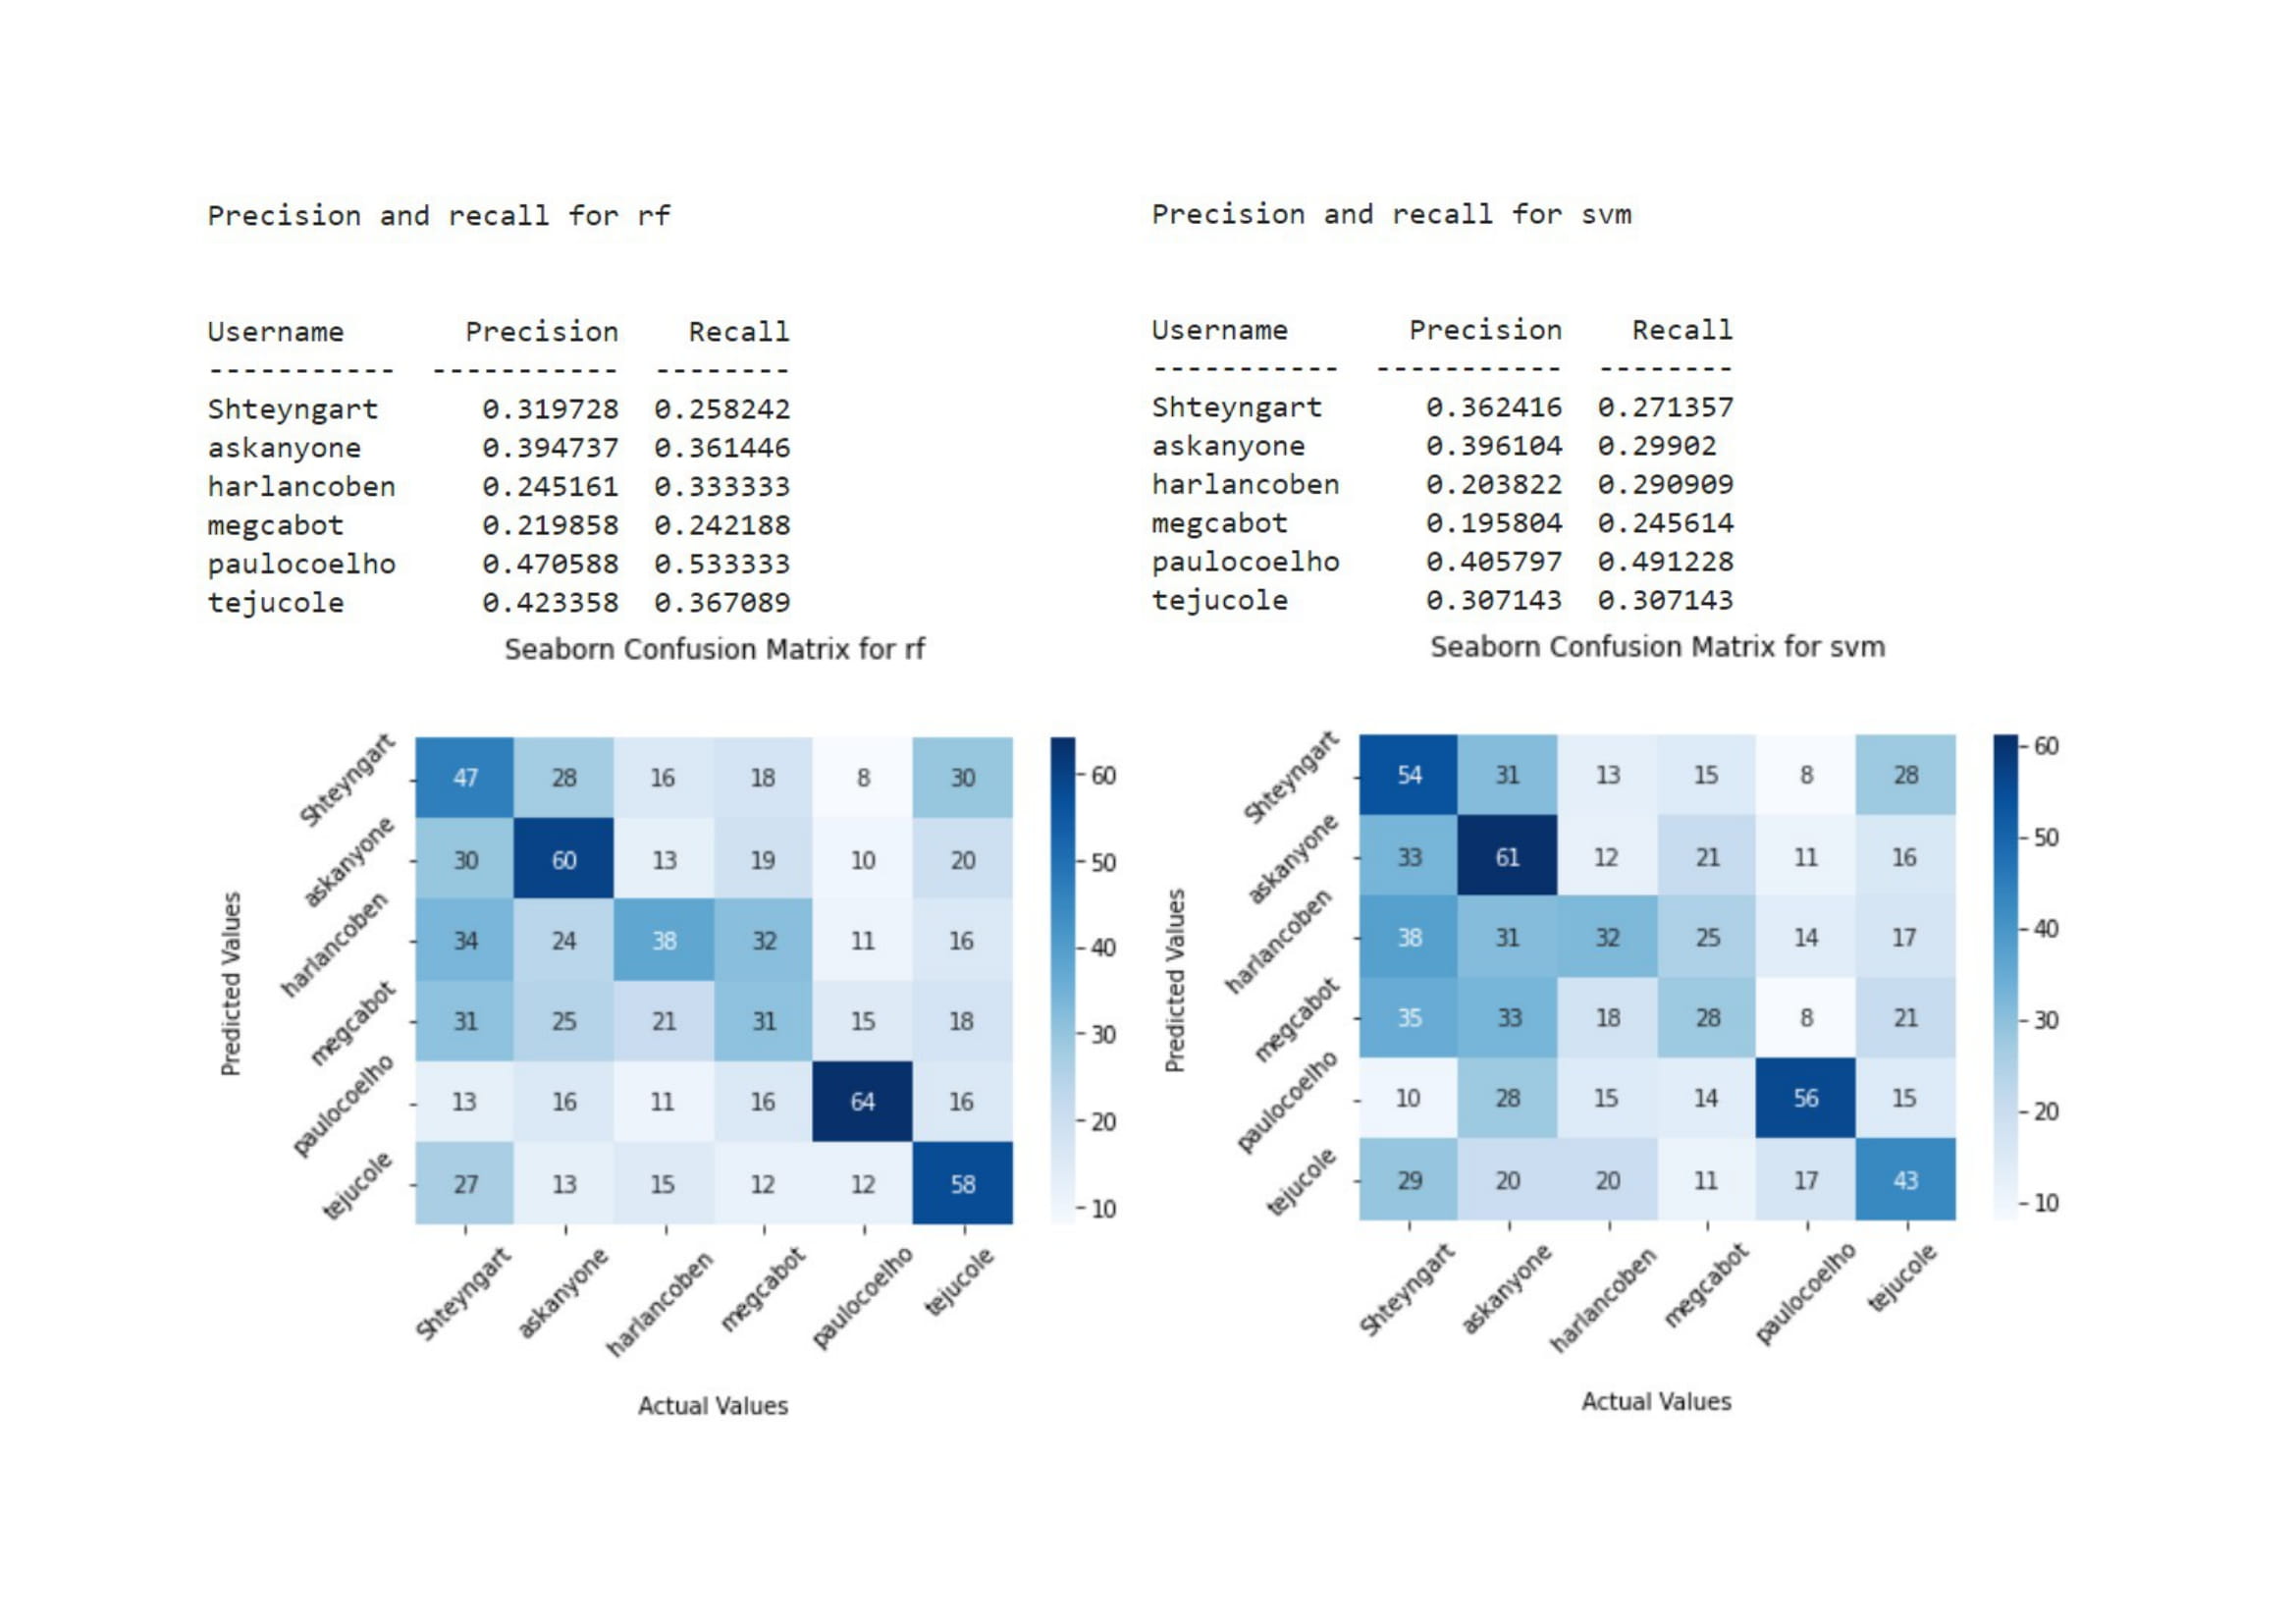 Precision and recall for rf
Username Precision Recall
----------- ----------- --------
Shteyngart 0.319728 0.258242
askanyone 0.394737 0.361446
harlancoben 0.245161 0.333333
megcabot 0.219858 0.242188
paulocoelho 0.470588 0.533333
tejucole 0.423358 0.367089
Seaborn Confusion Matrix for rf
Predicted Values
Shteyngart 47 28 16 18 8 30
askanyone 30 60 13 19 10 20
harlancoben 34 24 38 32 11 16
megcabot 31 25 21 31 15 18
paulocoelho 13 16 11 16 64 16
tejucole 27 13 15 12 12 58
Shteyngart askanyone harlancoben megcabot paulocoelho tejucole
Actual Values
60
50
40
30
20
10
Precision and recall for svm
Username Precision Recall
----------- ----------- --------
Shteyngart 0.362416 0.271357
askanyone 0.396104 0.29902
harlancoben 0.203822 0.290909
megcabot 0.195804 0.245614
paulocoelho 0.405797 0.491228
tejucole 0.307143 0.307143
Seaborn Confusion Matrix for svm
Predicted Values
Shteyngart 54 31 13 15 8 28
askanyone 33 61 12 21 11 16
harlancoben 38 31 32 25 14 17
megcabot 35 33 18 28 8 21
paulocoelho 10 28 15 14 56 15
tejucole 29 20 20 11 17 43
Shteyngart askanyone harlancoben megcabot paulocoelho tejucole
Actual Values
60
50
40
30
20
10